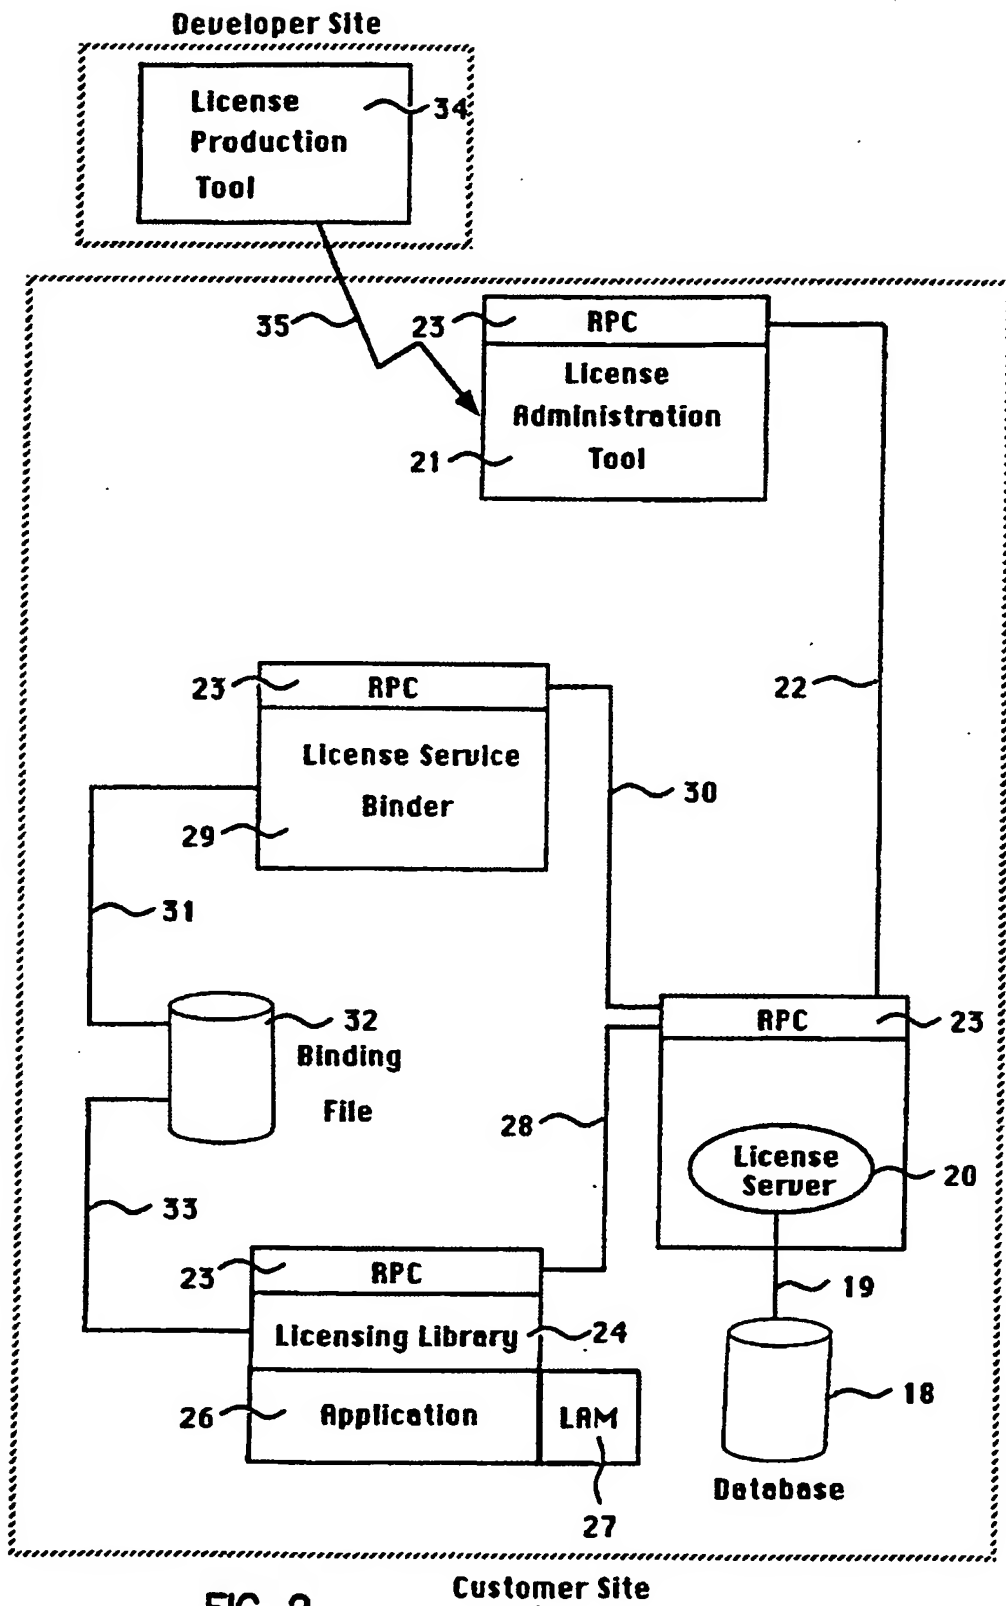 Developer Site
License
Production
Tool
34
35
23
RPC
License
Administration
Tool
21
22
23
RPC
License Service
Binder
29
30
31
32
Binding
File
RPC
23
28
License
Server
20
33
23
RPC
19
Licensing Library
24
18
26
Application
LAM
Database
27
Customer Site